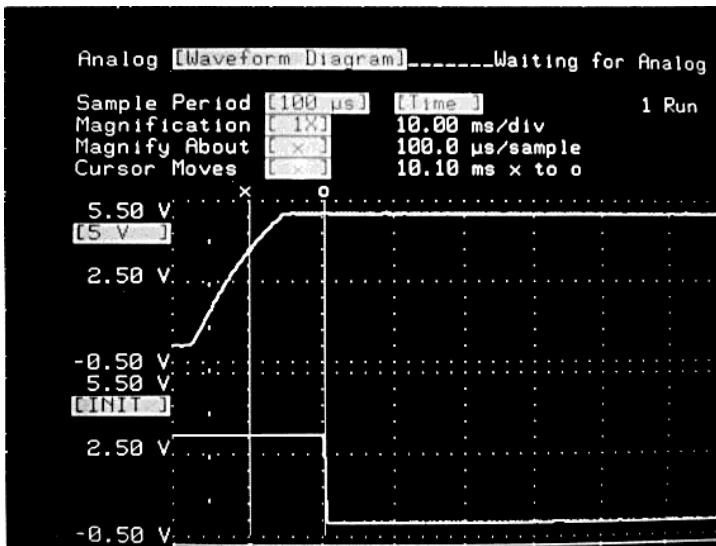 Analog [Waveform Diagram]_______Waiting for Analog
Sample Period [100 µs] [Time ] 1 Run
Magnification [ 1X] 10.00 ms/div
Magnify About [ x ] 100.0 µs/sample
Cursor Moves [ x ] 10.10 ms x to o
x o
5.50 V
[5 V ]
2.50 V
-0.50 V
5.50 V
[INIT ]
2.50 V
-0.50 V